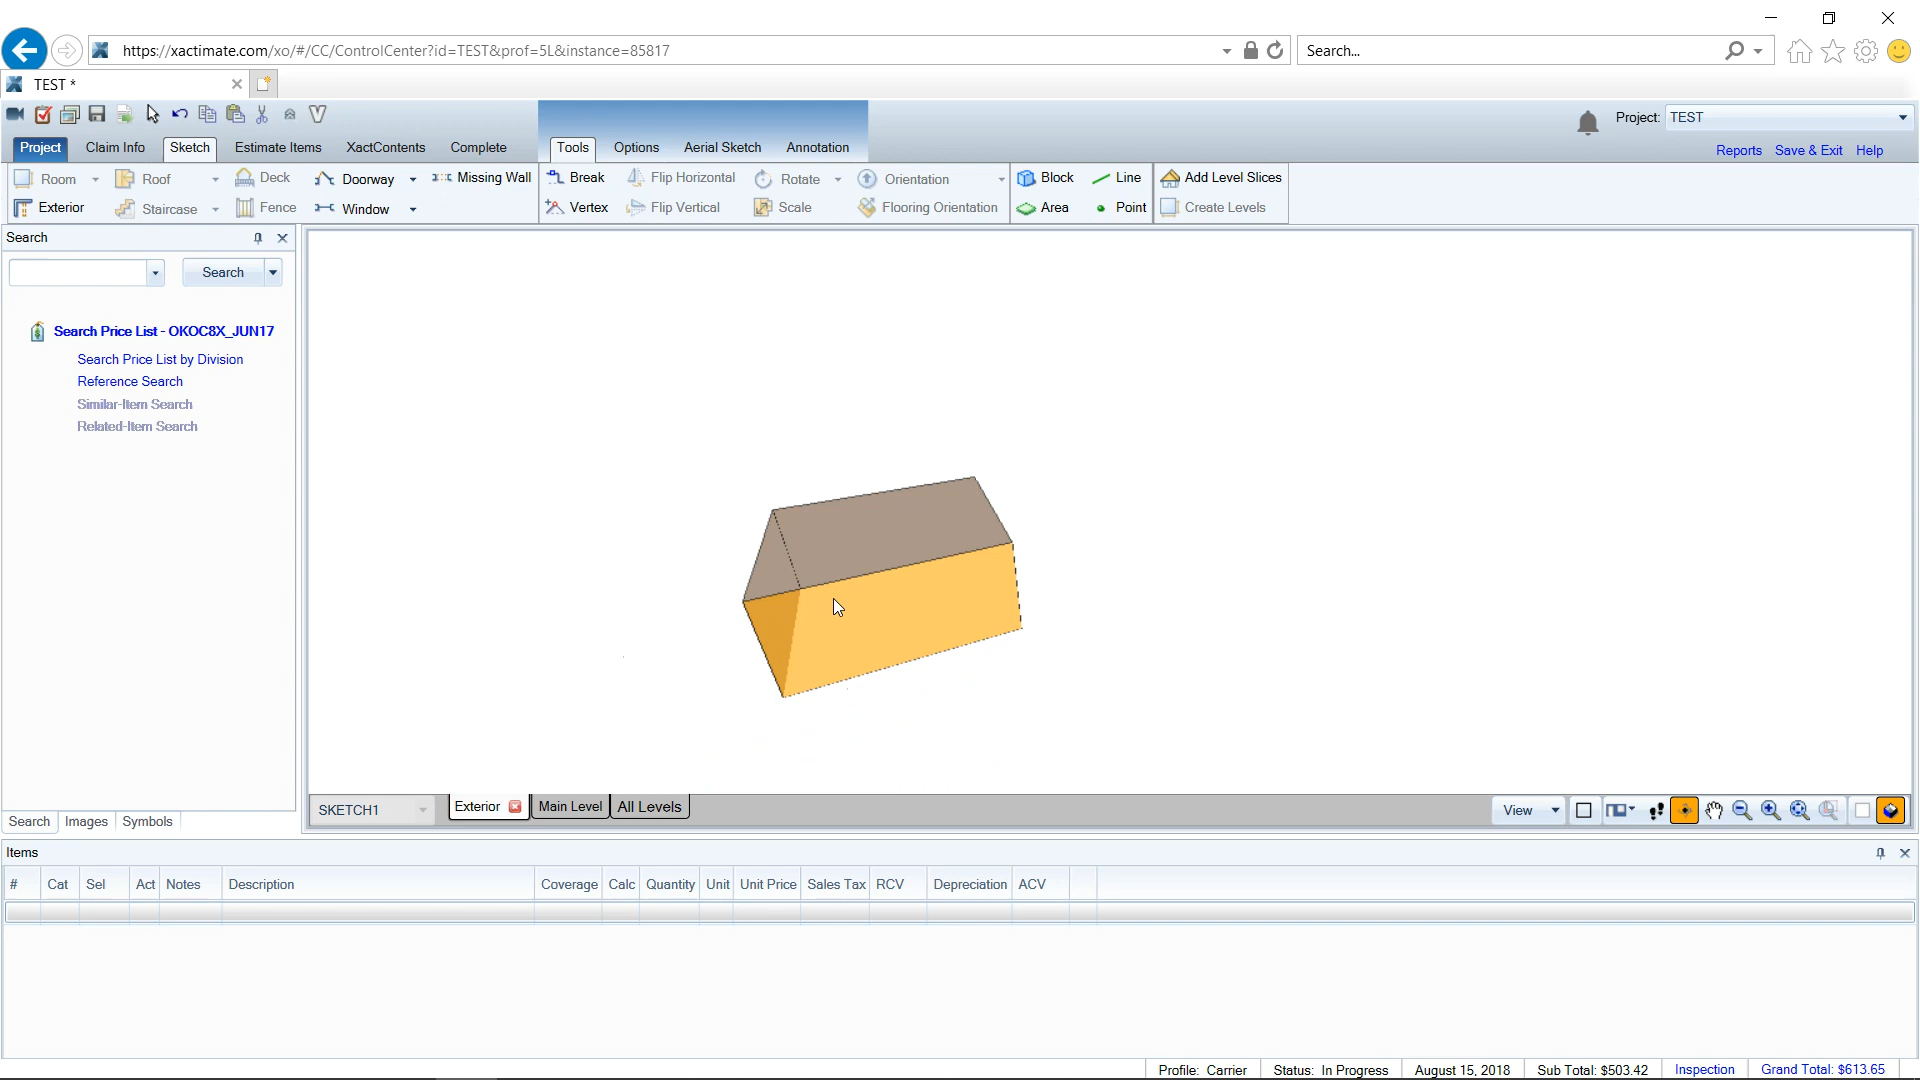 https://xactimate.com/xo/#/CC/ControlCenter?id=TEST&prof=5L&instance=85817
Search...
TEST *
Project: TEST
Project Claim Info Sketch Estimate Items XactContents Complete Tools Options Aerial Sketch Annotation
Reports Save & Exit Help
Room Roof Deck Doorway Missing Wall Break Flip Horizontal Rotate Orientation Block Line Add Level Slices
Exterior Staircase Fence Window Vertex Flip Vertical Scale Flooring Orientation Area Point Create Levels
Search
Search
Search Price List - OKOC8X_JUN17
Search Price List by Division
Reference Search
Similar-Item Search
Related-Item Search
SKETCH1 Exterior Main Level All Levels View
Search Images Symbols
Items
# Cat Sel Act Notes Description Coverage Calc Quantity Unit Unit Price Sales Tax RCV Depreciation ACV
Profile: Carrier Status: In Progress August 15, 2018 Sub Total: $503.42 Inspection Grand Total: $613.65